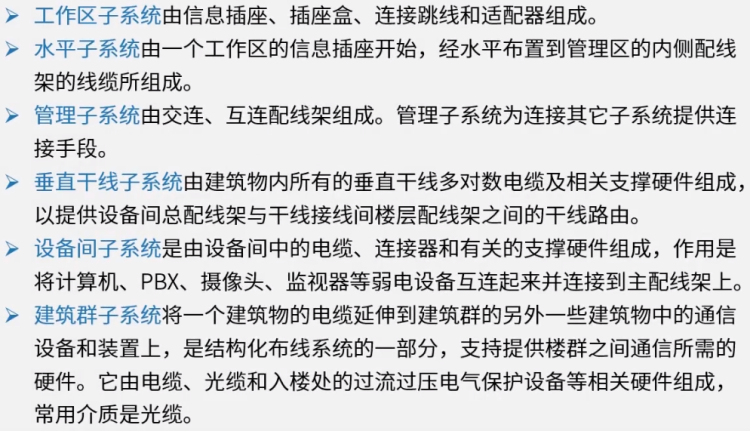 ➤ 工作区子系统由信息插座、插座盒、连接跳线和适配器组成。
➤ 水平子系统由一个工作区的信息插座开始，经水平布置到管理区的内侧配线
架的线缆所组成。
➤ 管理子系统由交连、互连配线架组成。管理子系统为连接其它子系统提供连
接手段。
➤ 垂直干线子系统由建筑物内所有的垂直干线多对数电缆及相关支撑硬件组成，
以提供设备间总配线架与干线接线间楼层配线架之间的干线路由。
➤ 设备间子系统是由设备间中的电缆、连接器和有关的支撑硬件组成，作用是
将计算机、PBX、摄像头、监视器等弱电设备互连起来并连接到主配线架上。
➤ 建筑群子系统将一个建筑物的电缆延伸到建筑群的另外一些建筑物中的通信
设备和装置上，是结构化布线系统的一部分，支持提供楼群之间通信所需的
硬件。它由电缆、光缆和入楼处的过流过压电气保护设备等相关硬件组成，
常用介质是光缆。